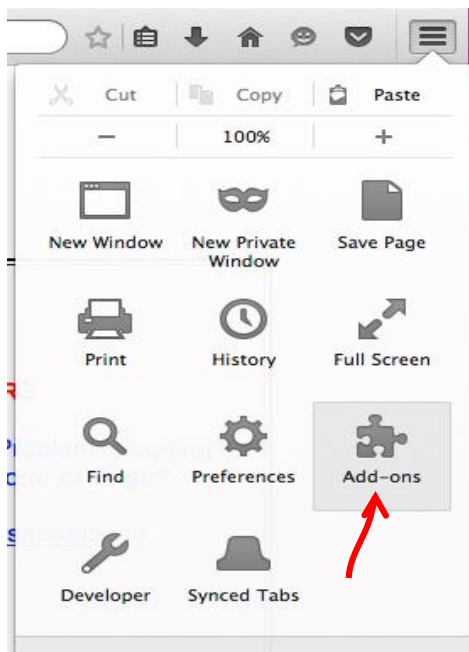 Cut Copy Paste
100%
New Window New Private Window Save Page
Print History Full Screen
Find Preferences Add-ons
Developer Synced Tabs